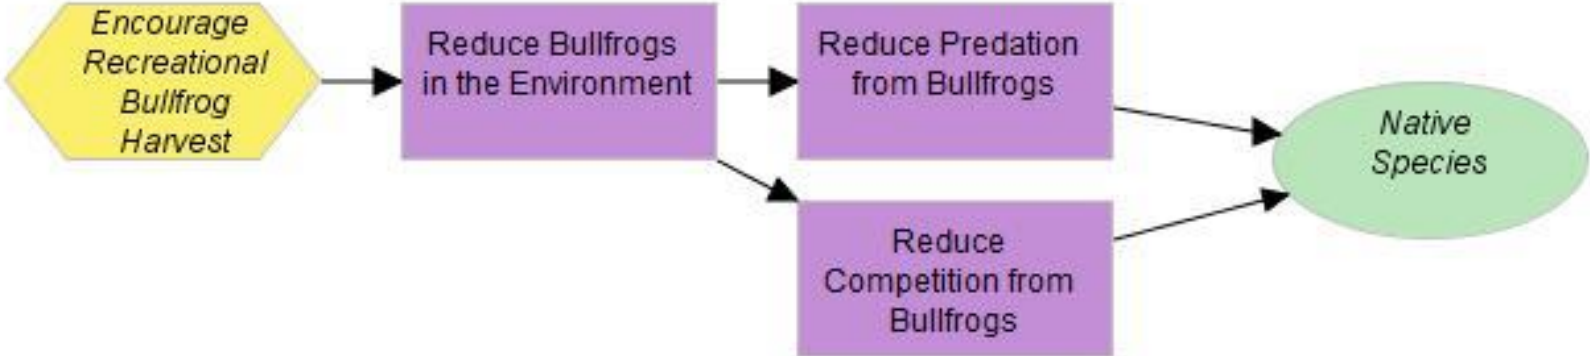 Encourage
Recreational
Bullfrog
Harvest
Reduce Bullfrogs
in the Environment
Reduce Predation
from Bullfrogs
Reduce
Competition from
Bullfrogs
Native
Species